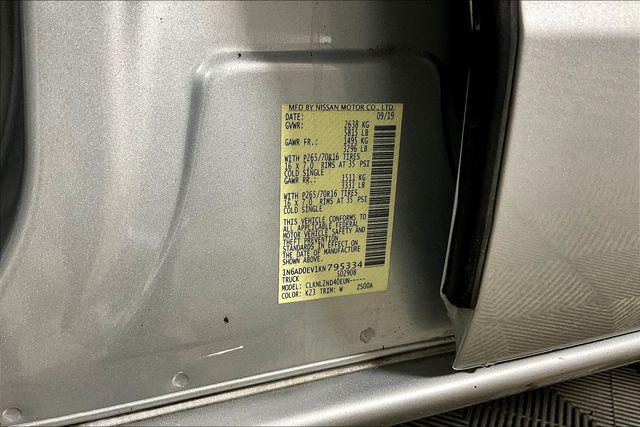 MFD BY NISSAN MOTOR CO., LTD.
DATE: 09/19
GVWR: 2638 KG
5815 LB
GAWR FR.: 1495 KG
3296 LB
WITH P265/70R16 TIRES
16 X 7.0 RIMS AT 35 PSI
COLD SINGLE
GAWR RR.: 1511 KG
3331 LB
WITH P265/70R16 TIRES
16 X 7.0 RIMS AT 35 PSI
COLD SINGLE
THIS VEHICLE CONFORMS TO
ALL APPLICABLE FEDERAL
MOTOR VEHICLE SAFETY AND
THEFT PREVENTION
STANDARDS IN EFFECT ON
THE DATE OF MANUFACTURE
SHOWN ABOVE.
1N6AD0EV1KN795334
TRUCK S02908
MODEL: CLKNL2ND4DEUN-----
COLOR: K23 TRIM: W ZS00A